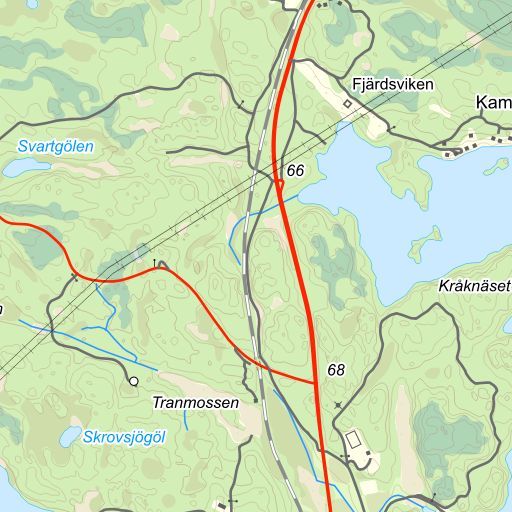 Fjärdsviken
Kam
Svartgölen
66
Kråknäset
68
Tranmossen
Skrovsjögöl